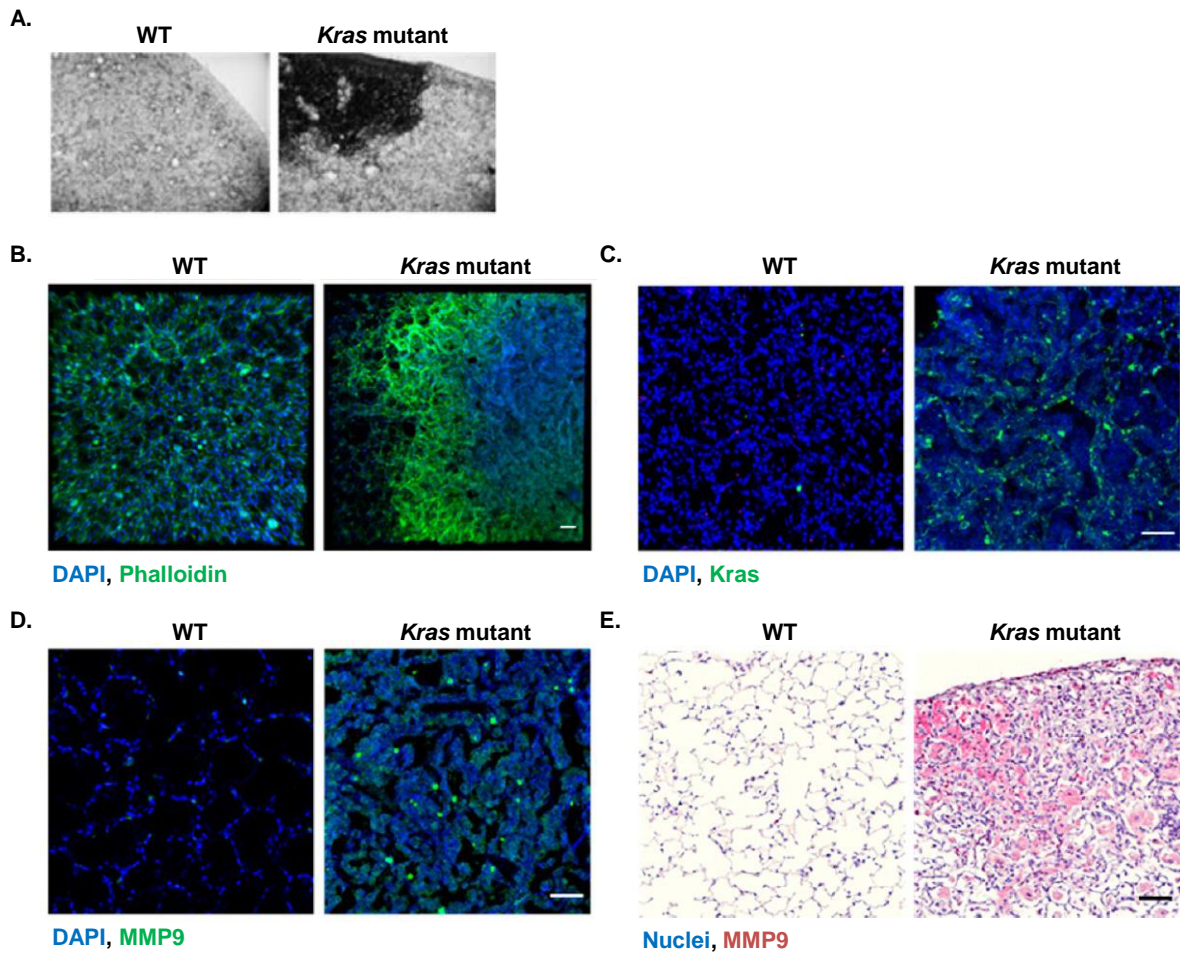 A.
WT Kras mutant
B.
WT Kras mutant
DAPI, Phalloidin
C.
WT Kras mutant
DAPI, Kras
D.
WT Kras mutant
DAPI, MMP9
E.
WT Kras mutant
Nuclei, MMP9